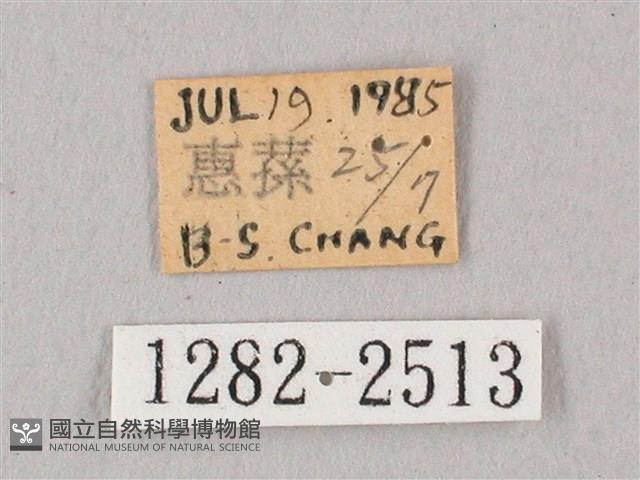 JUL 19. 1985
惠蓀 25/7
B-S. CHANG
1282-2513
國立自然科學博物館
NATIONAL MUSEUM OF NATURAL SCIENCE